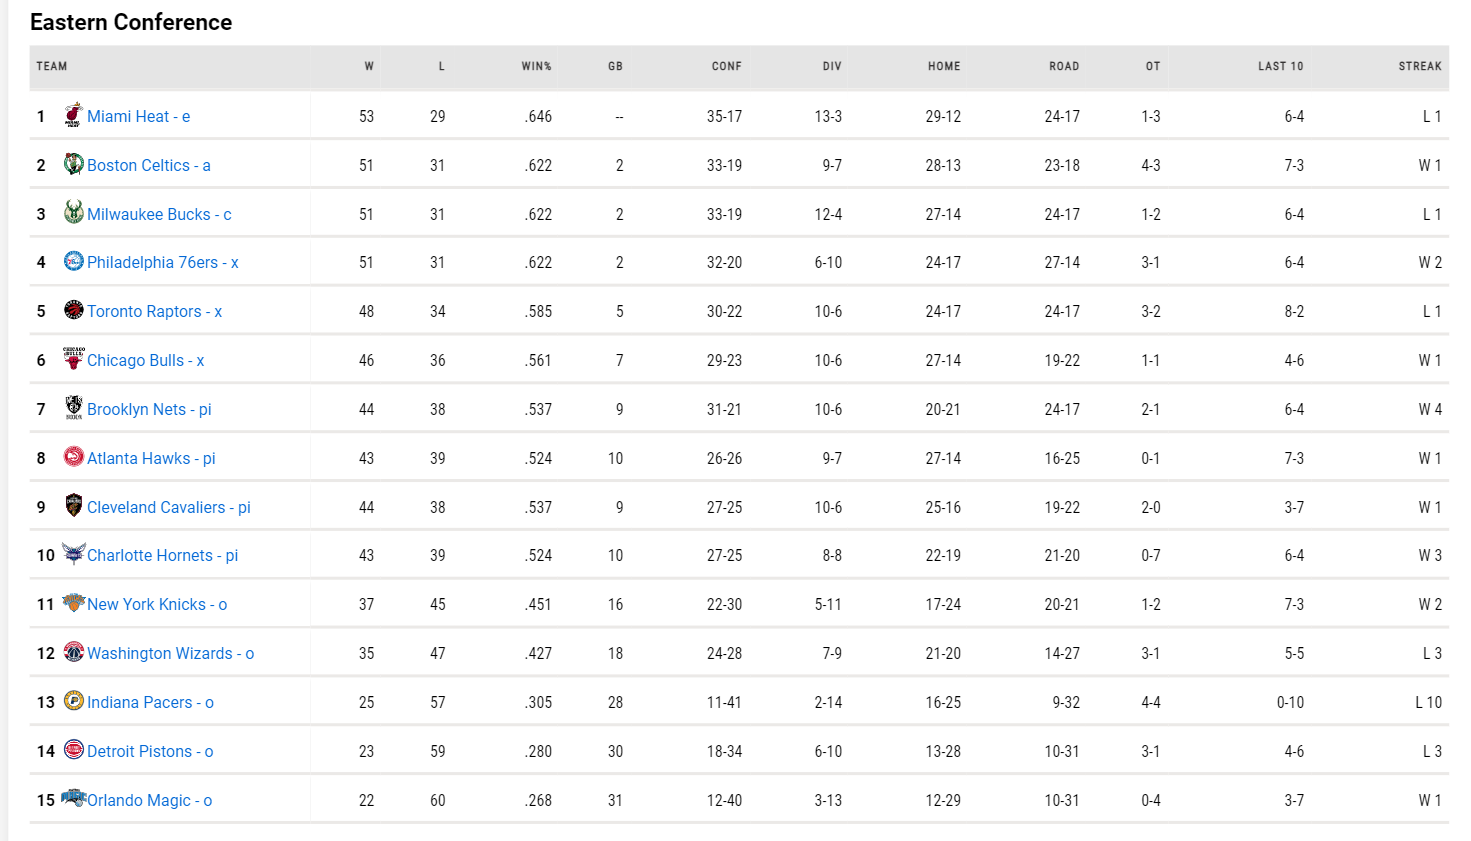 Eastern Conference
TEAM W L WIN% GB CONF DIV HOME ROAD OT LAST 10 STREAK
1 Miami Heat - e 53 29 .646 -- 35-17 13-3 29-12 24-17 1-3 6-4 L 1
2 Boston Celtics - a 51 31 .622 2 33-19 9-7 28-13 23-18 4-3 7-3 W 1
3 Milwaukee Bucks - c 51 31 .622 2 33-19 12-4 27-14 24-17 1-2 6-4 L 1
4 Philadelphia 76ers - x 51 31 .622 2 32-20 6-10 24-17 27-14 3-1 6-4 W 2
5 Toronto Raptors - x 48 34 .585 5 30-22 10-6 24-17 24-17 3-2 8-2 L 1
6 Chicago Bulls - x 46 36 .561 7 29-23 10-6 27-14 19-22 1-1 4-6 W 1
7 Brooklyn Nets - pi 44 38 .537 9 31-21 10-6 20-21 24-17 2-1 6-4 W 4
8 Atlanta Hawks - pi 43 39 .524 10 26-26 9-7 27-14 16-25 0-1 7-3 W 1
9 Cleveland Cavaliers - pi 44 38 .537 9 27-25 10-6 25-16 19-22 2-0 3-7 W 1
10 Charlotte Hornets - pi 43 39 .524 10 27-25 8-8 22-19 21-20 0-7 6-4 W 3
11 New York Knicks - o 37 45 .451 16 22-30 5-11 17-24 20-21 1-2 7-3 W 2
12 Washington Wizards - o 35 47 .427 18 24-28 7-9 21-20 14-27 3-1 5-5 L 3
13 Indiana Pacers - o 25 57 .305 28 11-41 2-14 16-25 9-32 4-4 0-10 L 10
14 Detroit Pistons - o 23 59 .280 30 18-34 6-10 13-28 10-31 3-1 4-6 L 3
15 Orlando Magic - o 22 60 .268 31 12-40 3-13 12-29 10-31 0-4 3-7 W 1